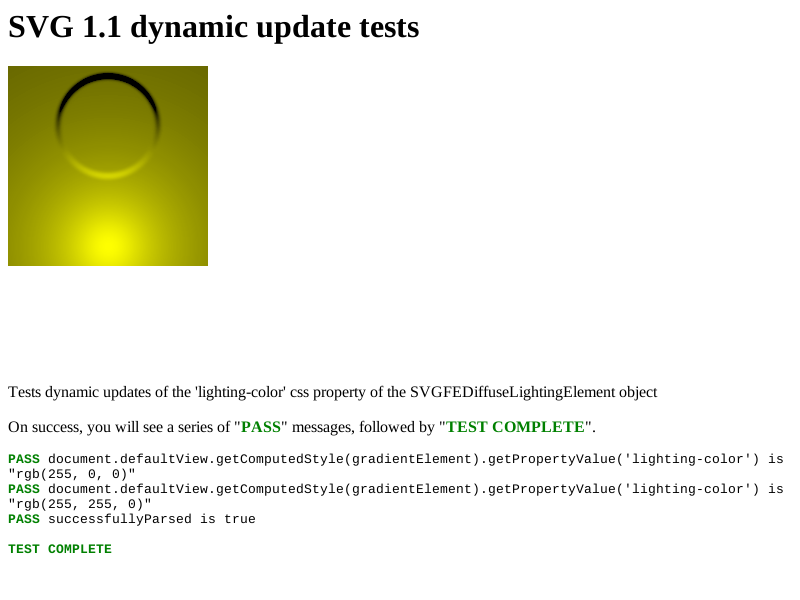 SVG 1.1 dynamic update tests
Tests dynamic updates of the 'lighting-color' css property of the SVGFEDiffuseLightingElement object
On success, you will see a series of "PASS" messages, followed by "TEST COMPLETE".
PASS document.defaultView.getComputedStyle(gradientElement).getPropertyValue('lighting-color') is
"rgb(255, 0, 0)"
PASS document.defaultView.getComputedStyle(gradientElement).getPropertyValue('lighting-color') is
"rgb(255, 255, 0)"
PASS successfullyParsed is true
TEST COMPLETE